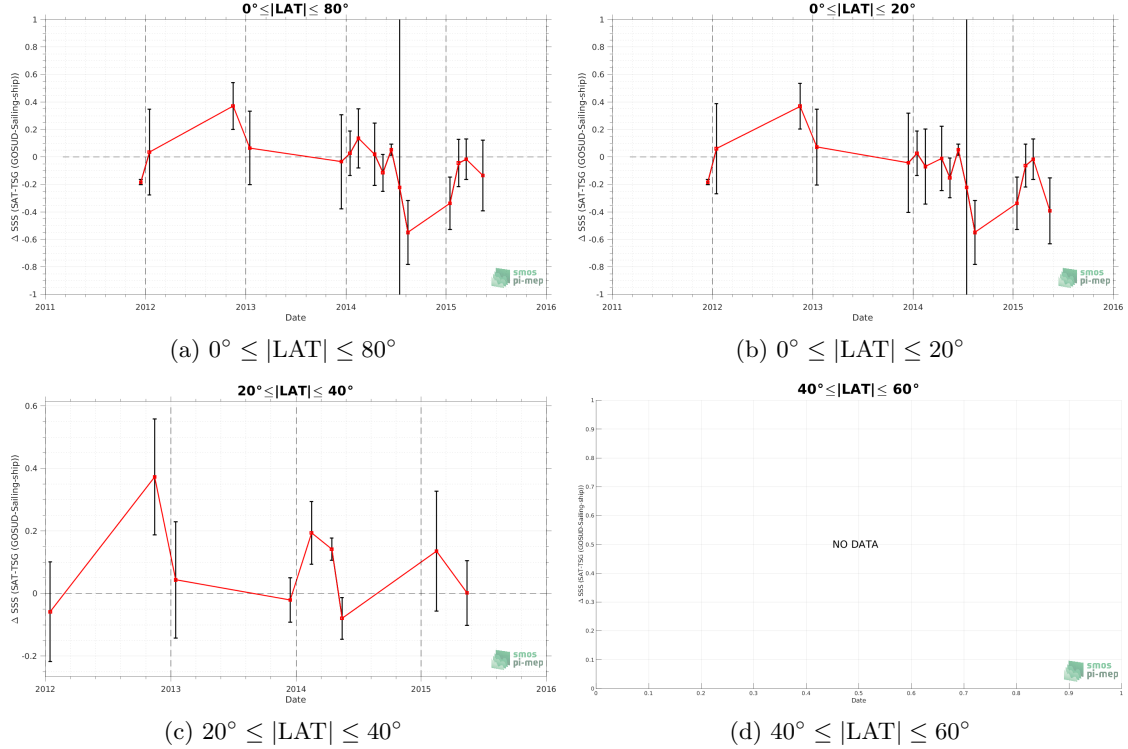 0°≤|LAT|≤ 80°
Δ SSS (SAT-TSG (GOSUD-Sailing-ship))
1
0.8
0.6
0.4
0.2
0
-0.2
-0.4
-0.6
-0.8
-1
2011
2012
2013
2014
2015
2016
Date
smos
pi-mep
(a) 0° ≤ |LAT| ≤ 80°
0°≤|LAT|≤ 20°
Δ SSS (SAT-TSG (GOSUD-Sailing-ship))
1
0.8
0.6
0.4
0.2
0
-0.2
-0.4
-0.6
-0.8
-1
2011
2012
2013
2014
2015
2016
Date
smos
pi-mep
(b) 0° ≤ |LAT| ≤ 20°
20°≤|LAT|≤ 40°
Δ SSS (SAT-TSG (GOSUD-Sailing-ship))
0.6
0.4
0.2
0
-0.2
2012
2013
2014
2015
2016
Date
smos
pi-mep
(c) 20° ≤ |LAT| ≤ 40°
40°≤|LAT|≤ 60°
Δ SSS (SAT-TSG (GOSUD-Sailing-ship))
1
0.9
0.8
0.7
0.6
0.5
0.4
0.3
0.2
0.1
0
NO DATA
0
0.1
0.2
0.3
0.4
0.5
0.6
0.7
0.8
0.9
1
Date
smos
pi-mep
(d) 40° ≤ |LAT| ≤ 60°